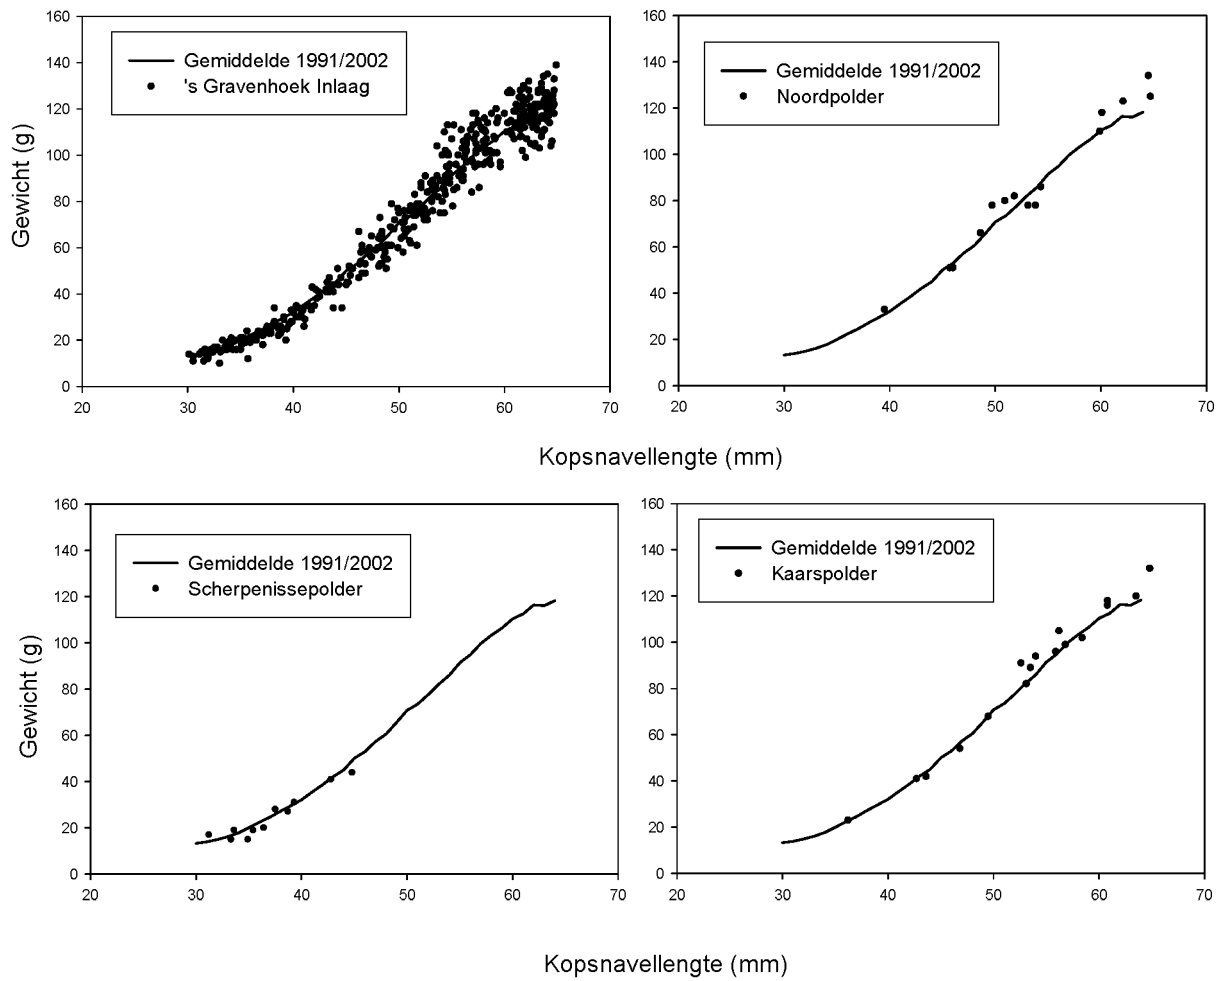 160
140
120
100
80
60
40
20
0
Gewicht (g)
Gemiddelde 1991/2002
's Gravenhoek Inlaag
20 30 40 50 60 70
160
140
120
100
80
60
40
20
0
Gemiddelde 1991/2002
Noordpolder
20 30 40 50 60 70
Kopsnavellengte (mm)
160
140
120
100
80
60
40
20
0
Gewicht (g)
Gemiddelde 1991/2002
Scherpenissepolder
20 30 40 50 60 70
160
140
120
100
80
60
40
20
0
Gemiddelde 1991/2002
Kaarspolder
20 30 40 50 60 70
Kopsnavellengte (mm)